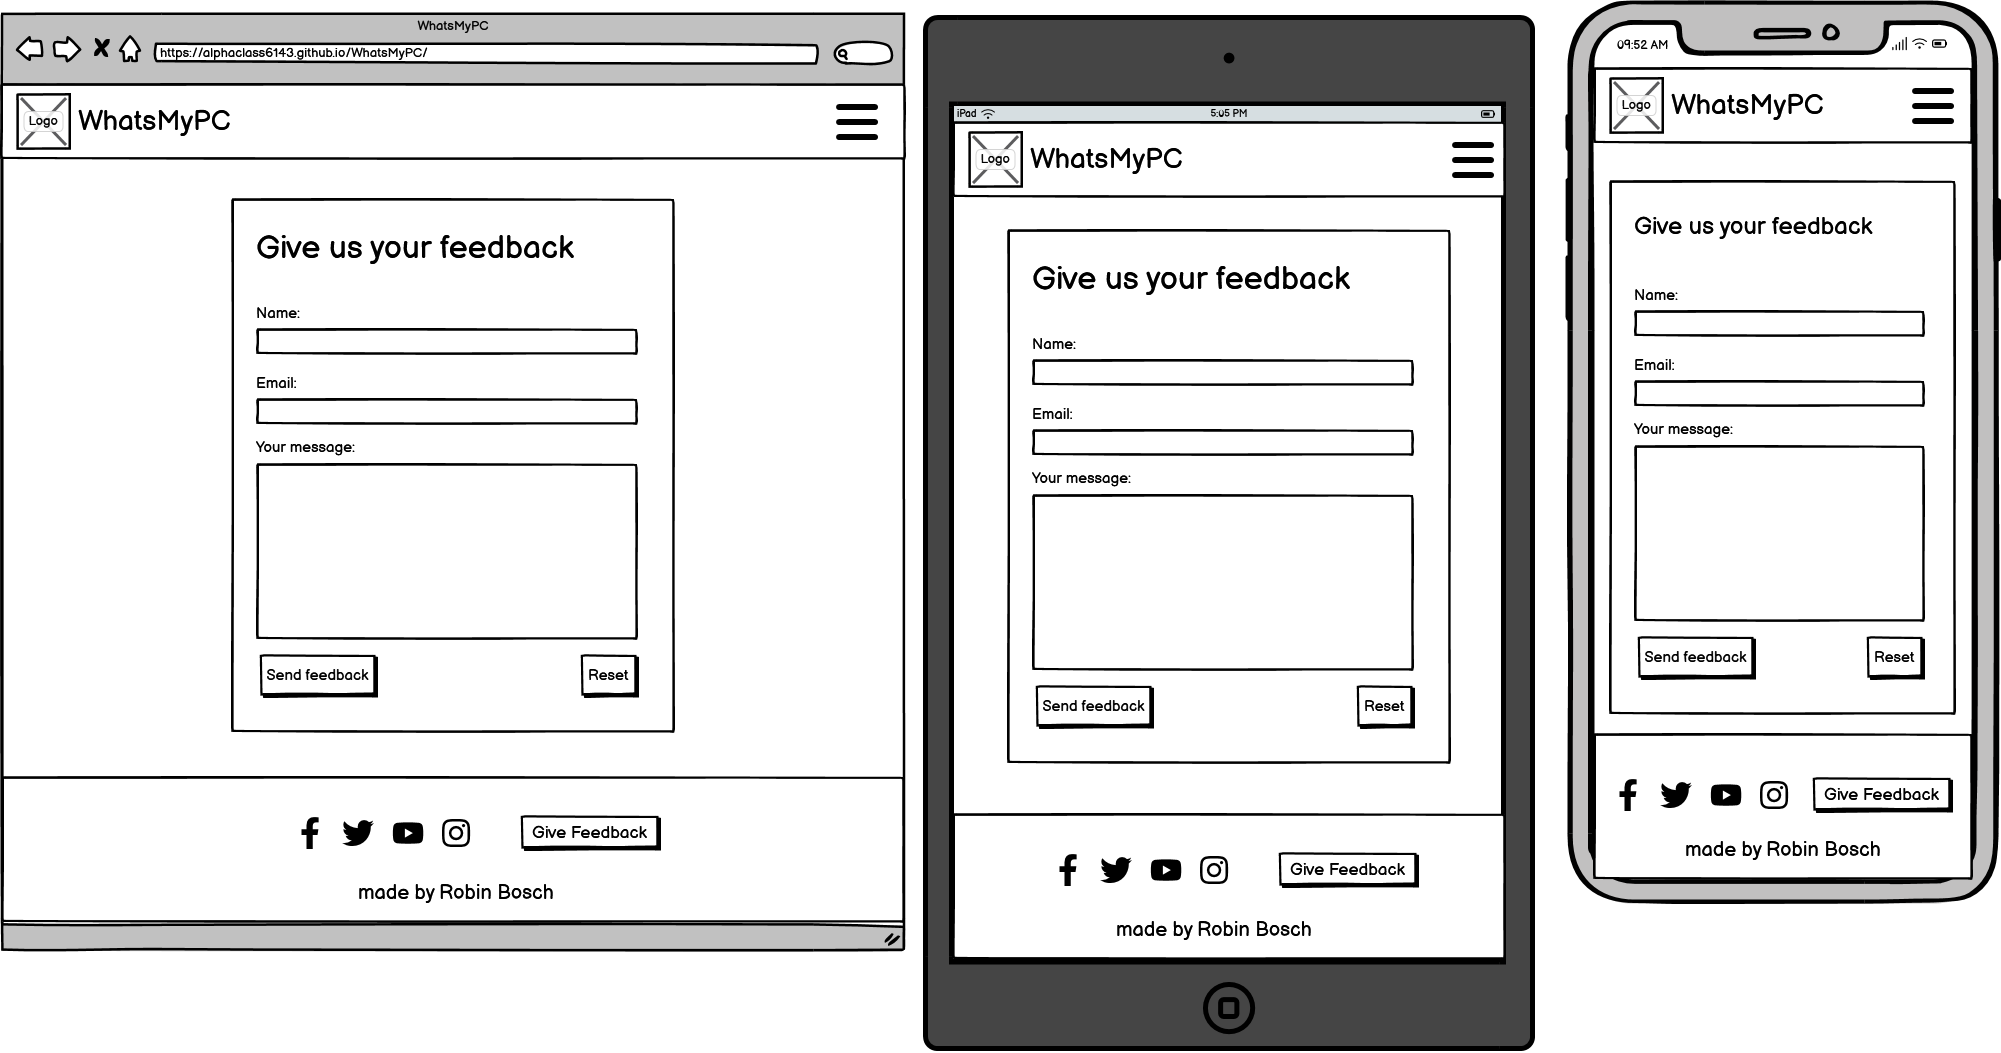 WhatsMyPC
https://alphaclass6143.github.io/WhatsMyPC/
Logo WhatsMyPC
Give us your feedback
Name:
Email:
Your message:
Send feedback Reset
Give Feedback
made by Robin Bosch
iPad 5:05 PM
Logo WhatsMyPC
Give us your feedback
Name:
Email:
Your message:
Send feedback Reset
Give Feedback
made by Robin Bosch
09:52 AM
Logo WhatsMyPC
Give us your feedback
Name:
Email:
Your message:
Send feedback Reset
Give Feedback
made by Robin Bosch